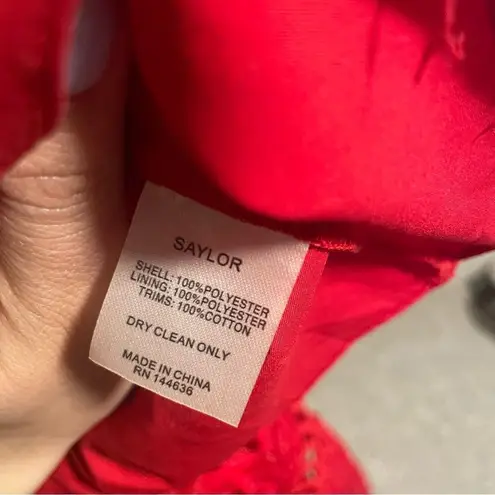 SAYLOR
SHELL: 100%POLYESTER
LINING: 100%POLYESTER
TRIMS: 100%COTTON
DRY CLEAN ONLY
MADE IN CHINA
RN 144636